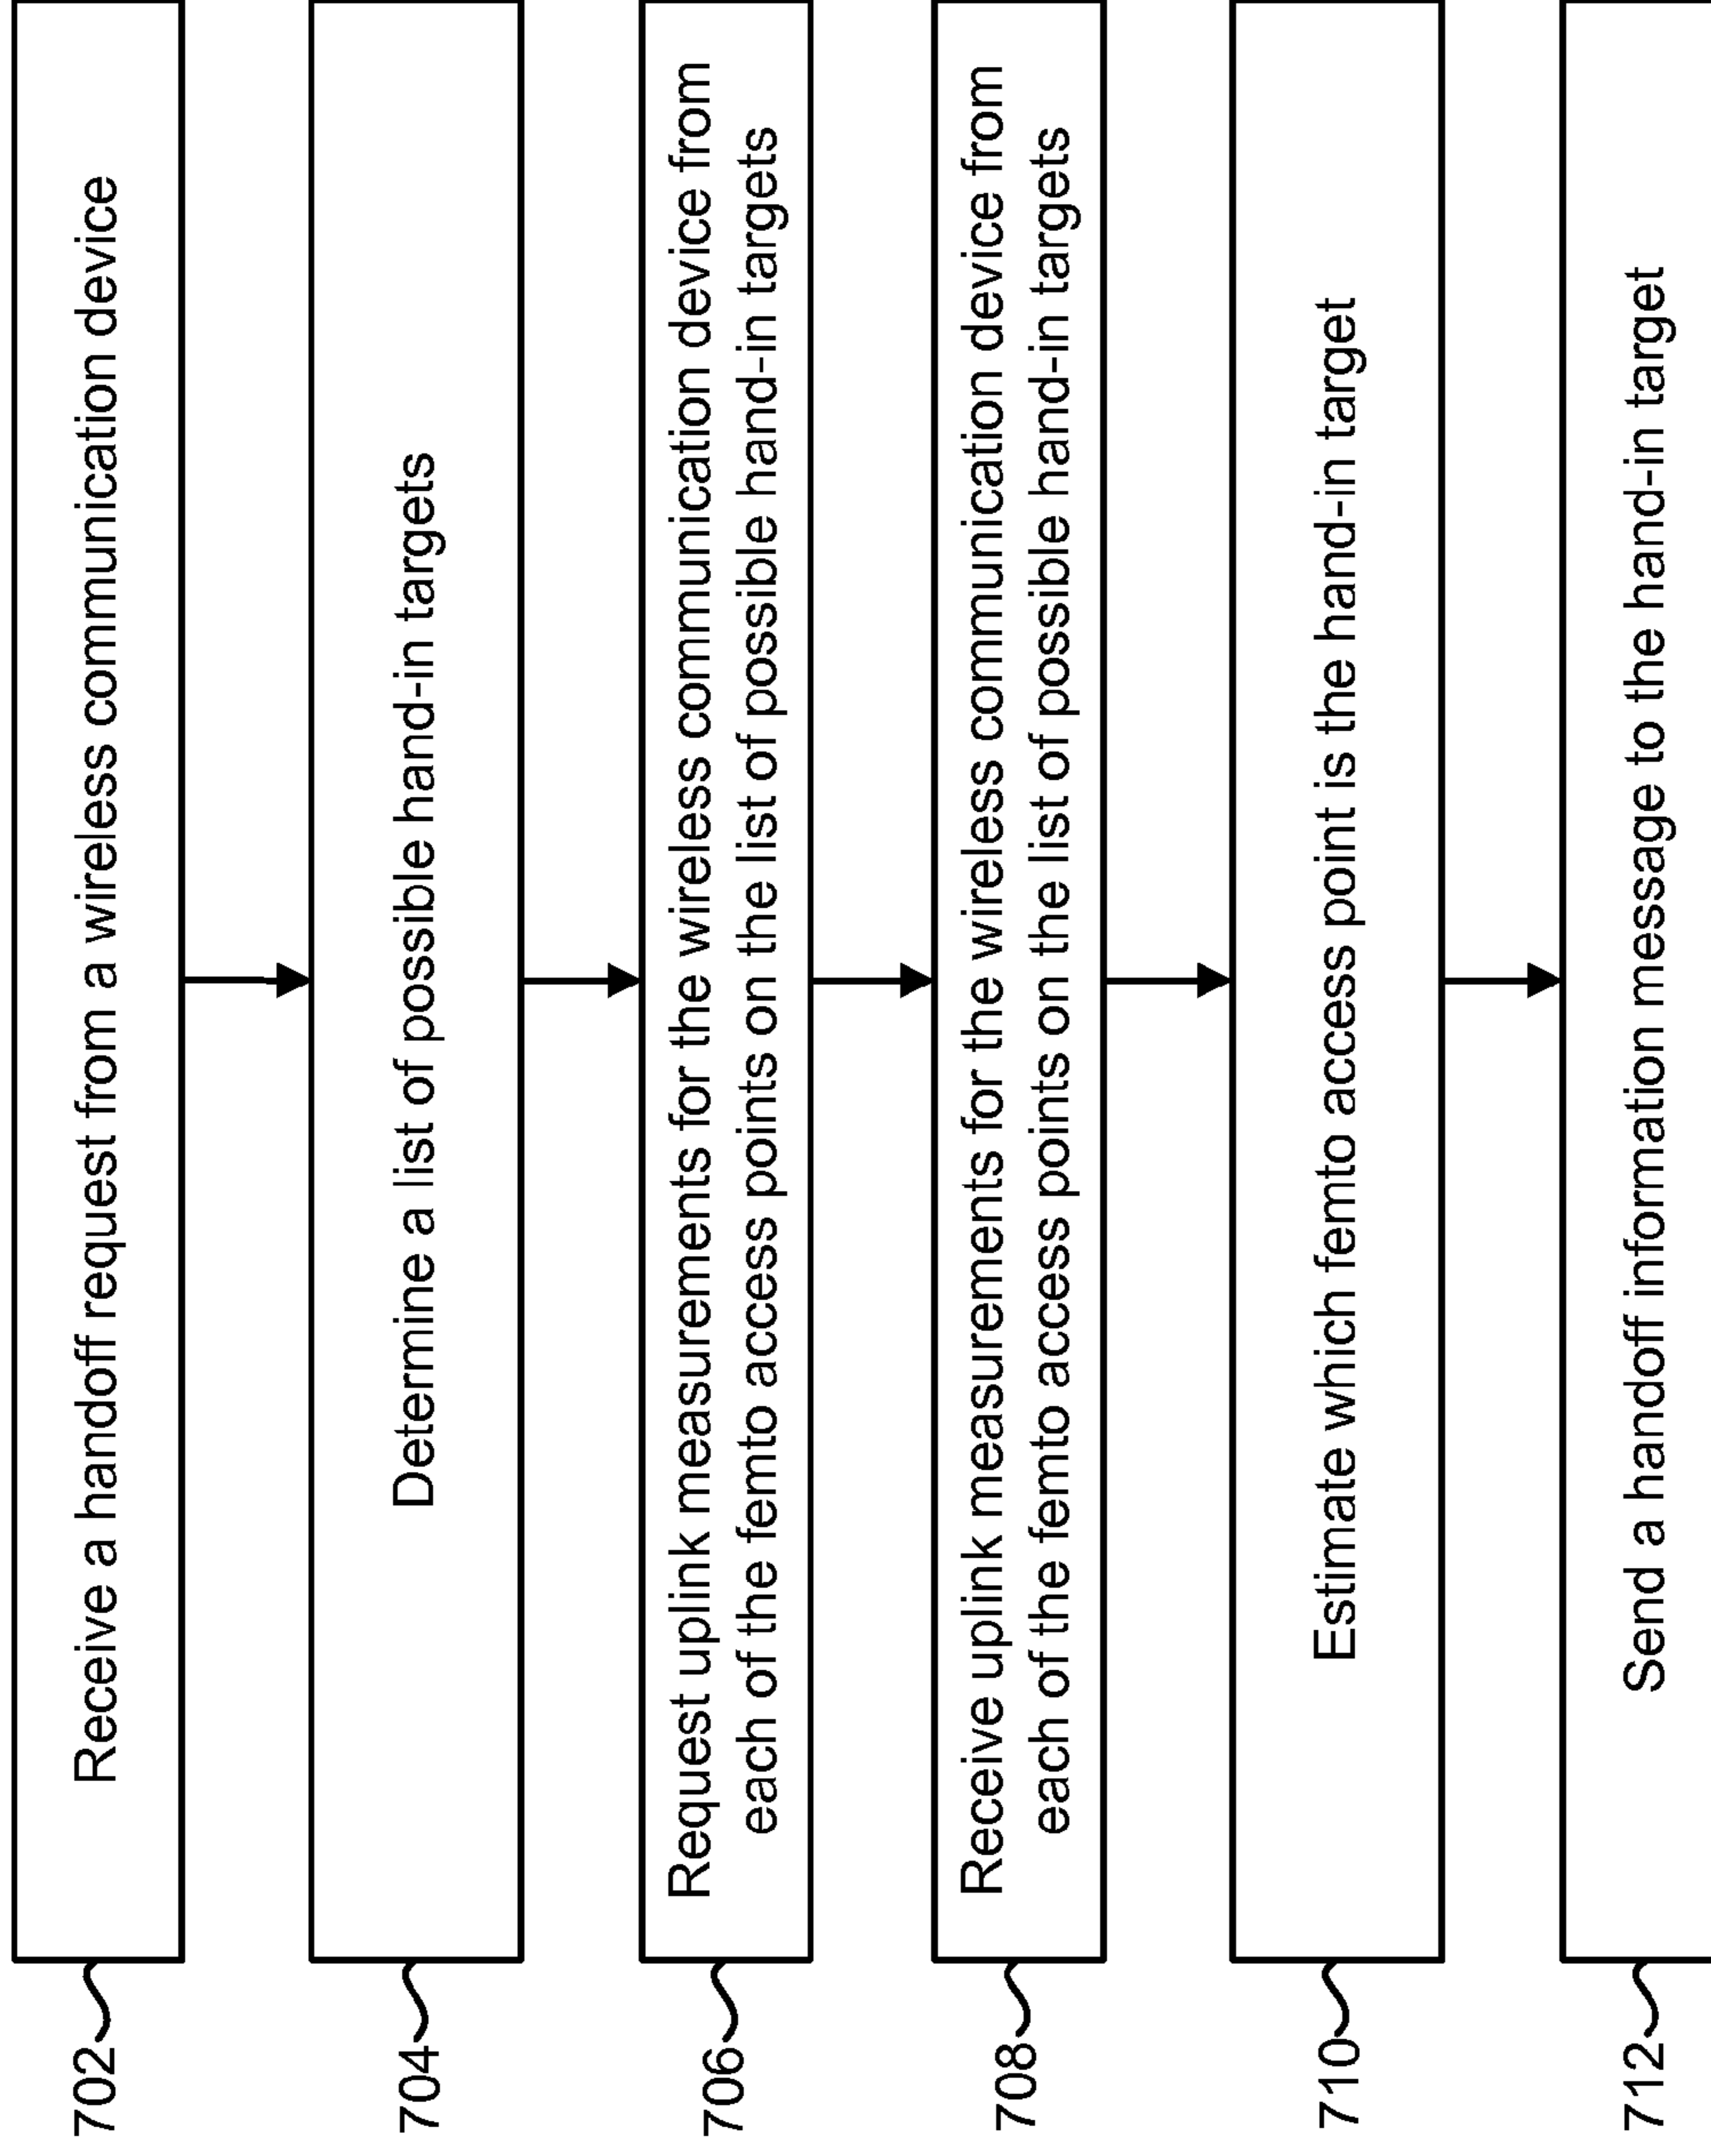 702
Receive a handoff request from a wireless communication device
704
Determine a list of possible hand-in targets
706
Request uplink measurements for the wireless communication device from
each of the femto access points on the list of possible hand-in targets
708
Receive uplink measurements for the wireless communication device from
each of the femto access points on the list of possible hand-in targets
710
Estimate which femto access point is the hand-in target
712
Send a handoff information message to the hand-in target